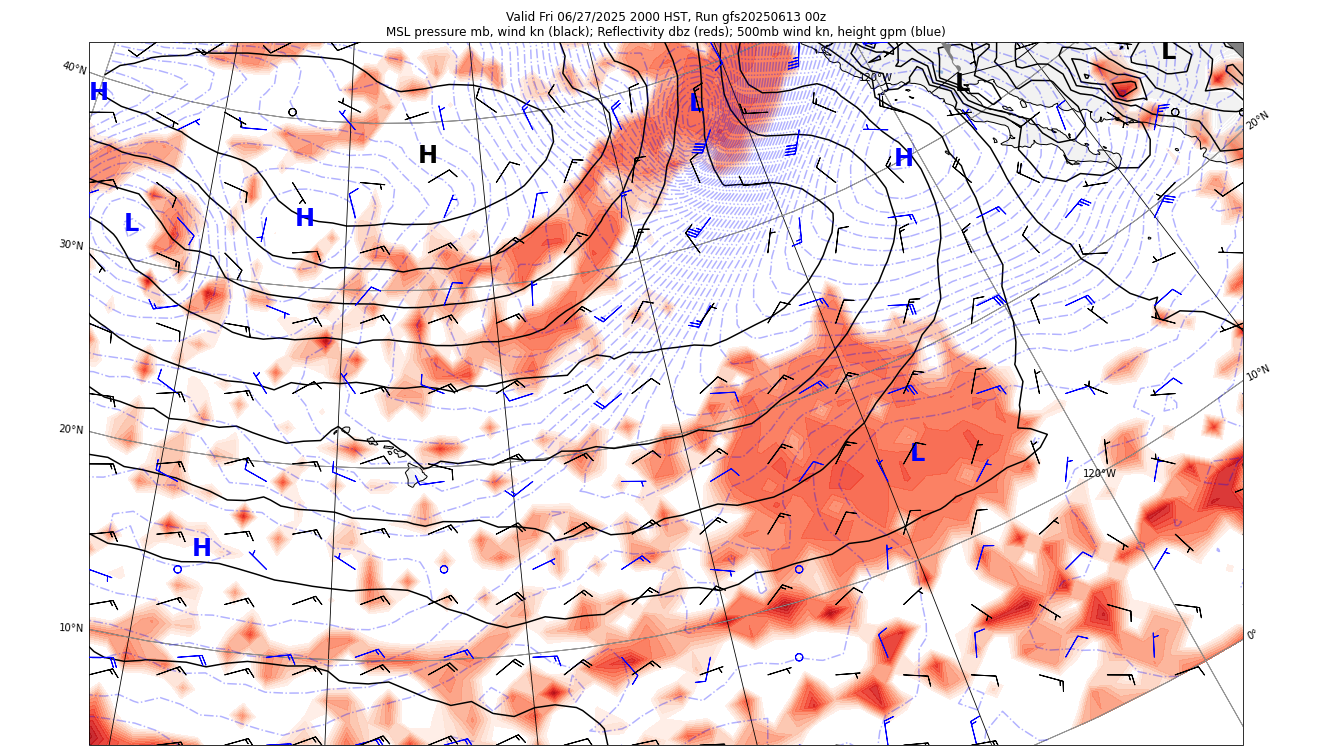 Valid Fri 06/27/2025 2000 HST, Run gfs20250613 00z
MSL pressure mb, wind kn (black); Reflectivity dbz (reds); 500mb wind kn, height gpm (blue)
L
40°N
120°W
L
H
L
20°N
H
H
H
L
30°N
10°N
20°N
L
120°W
H
10°N
0°